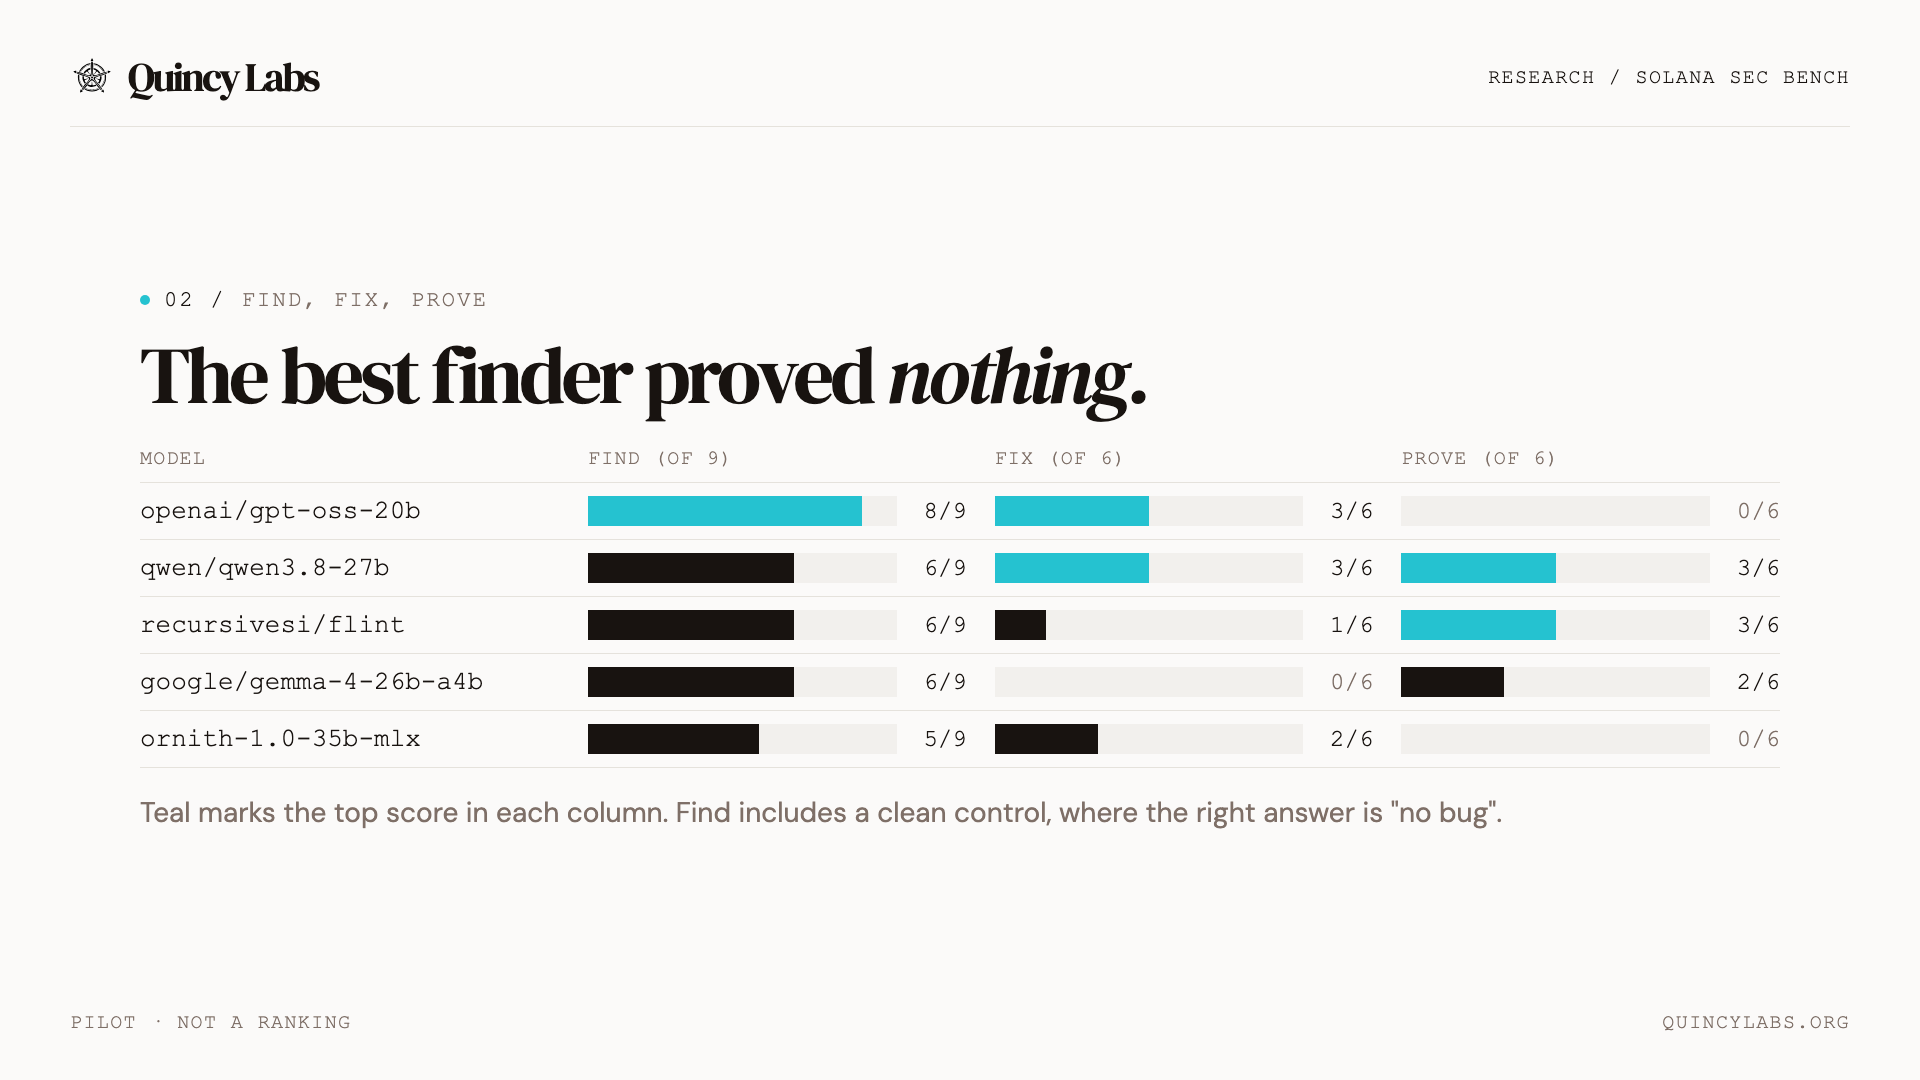 Quincy Labs
RESEARCH / SOLANA SEC BENCH
02 / FIND, FIX, PROVE
The best finder proved nothing.
MODEL FIND (OF 9) FIX (OF 6) PROVE (OF 6)
openai/gpt-oss-20b 8/9 3/6 0/6
qwen/qwen3.8-27b 6/9 3/6 3/6
recursivesi/flint 6/9 1/6 3/6
google/gemma-4-26b-a4b 6/9 0/6 2/6
ornith-1.0-35b-mlx 5/9 2/6 0/6
Teal marks the top score in each column. Find includes a clean control, where the right answer is "no bug".
PILOT · NOT A RANKING
QUINCYLABS.ORG